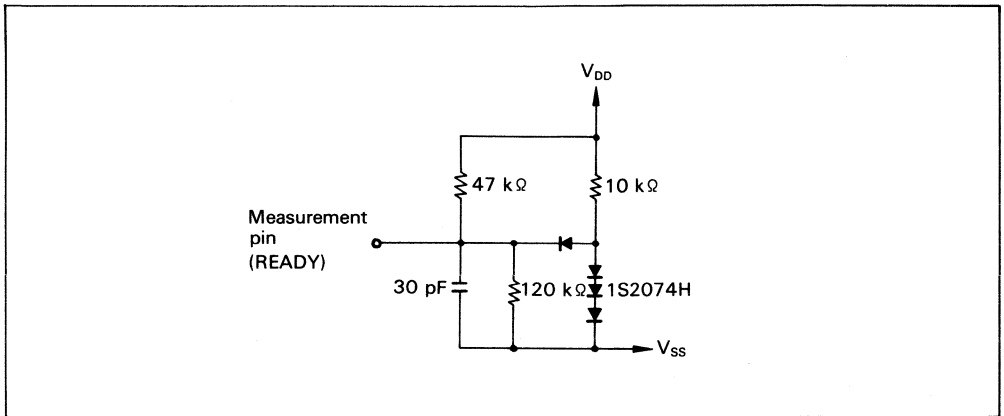 V_DD
47 kΩ
10 kΩ
Measurement
pin
(READY)
30 pF
120 kΩ
1S2074H
V_SS